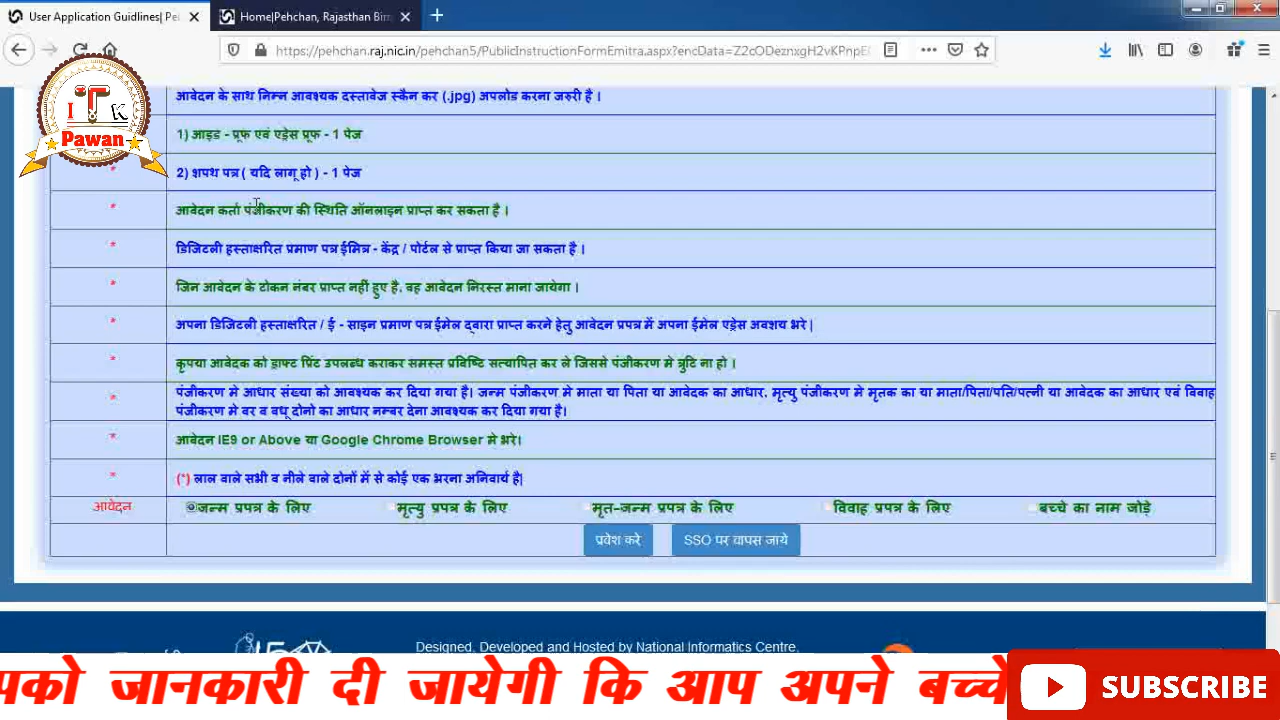 User Application Guidlines| Pe
Home|Pehchan, Rajasthan Bir
https://pehchan.raj.nic.in/pehchan5/PublicInstructionFormEmitra.aspx?encData=Z2cODeznxgH2vKPnpE
I T K
Pawan
आवेदन के साथ निम्न आवश्यक दस्तावेज स्कैन कर (.jpg) अपलोड करना जरुरी है ।
1) आइड - प्रूफ एवं एड्रेस प्रूफ - 1 पेज
* 2) शपथ पत्र ( यदि लागू हो ) - 1 पेज
* आवेदन कर्ता पंजीकरण की स्थिति ऑनलाइन प्राप्त कर सकता है ।
* डिजिटली हस्ताक्षरित प्रमाण पत्र ईमित्र - केंद्र / पोर्टल से प्राप्त किया जा सकता है ।
* जिन आवेदन के टोकन नंबर प्राप्त नहीं हुए है, वह आवेदन निरस्त माना जायेगा ।
* अपना डिजिटली हस्ताक्षरित / ई - साइन प्रमाण पत्र ईमेल द्वारा प्राप्त करने हेतु आवेदन प्रपत्र में अपना ईमेल एड्रेस अवशय भरे |
* कृपया आवेदक को ड्राफ्ट प्रिंट उपलब्ध कराकर समस्त प्रविष्टि सत्यापित कर ले जिससे पंजीकरण मे त्रुटि ना हो ।
* पंजीकरण मे आधार संख्या को आवश्यक कर दिया गया है। जन्म पंजीकरण मे माता या पिता या आवेदक का आधार, मृत्यु पंजीकरण मे मृतक का या माता/पिता/पति/पत्नी या आवेदक का आधार एवं विवाह
पंजीकरण मे वर व वधू दोनो का आधार नम्बर देना आवश्यक कर दिया गया है।
* आवेदन IE9 or Above या Google Chrome Browser मे भरे।
* (*) लाल वाले सभी व नीले वाले दोनों में से कोई एक भरना अनिवार्य है|
आवेदन जन्म प्रपत्र के लिए मृत्यु प्रपत्र के लिए मृत-जन्म प्रपत्र के लिए विवाह प्रपत्र के लिए बच्चे का नाम जोड़े
प्रवेश करे SSO पर वापस जाये
Designed, Developed and Hosted by National Informatics Centre.
पको जानकारी दी जायेगी कि आप अपने बच्चे
SUBSCRIBE